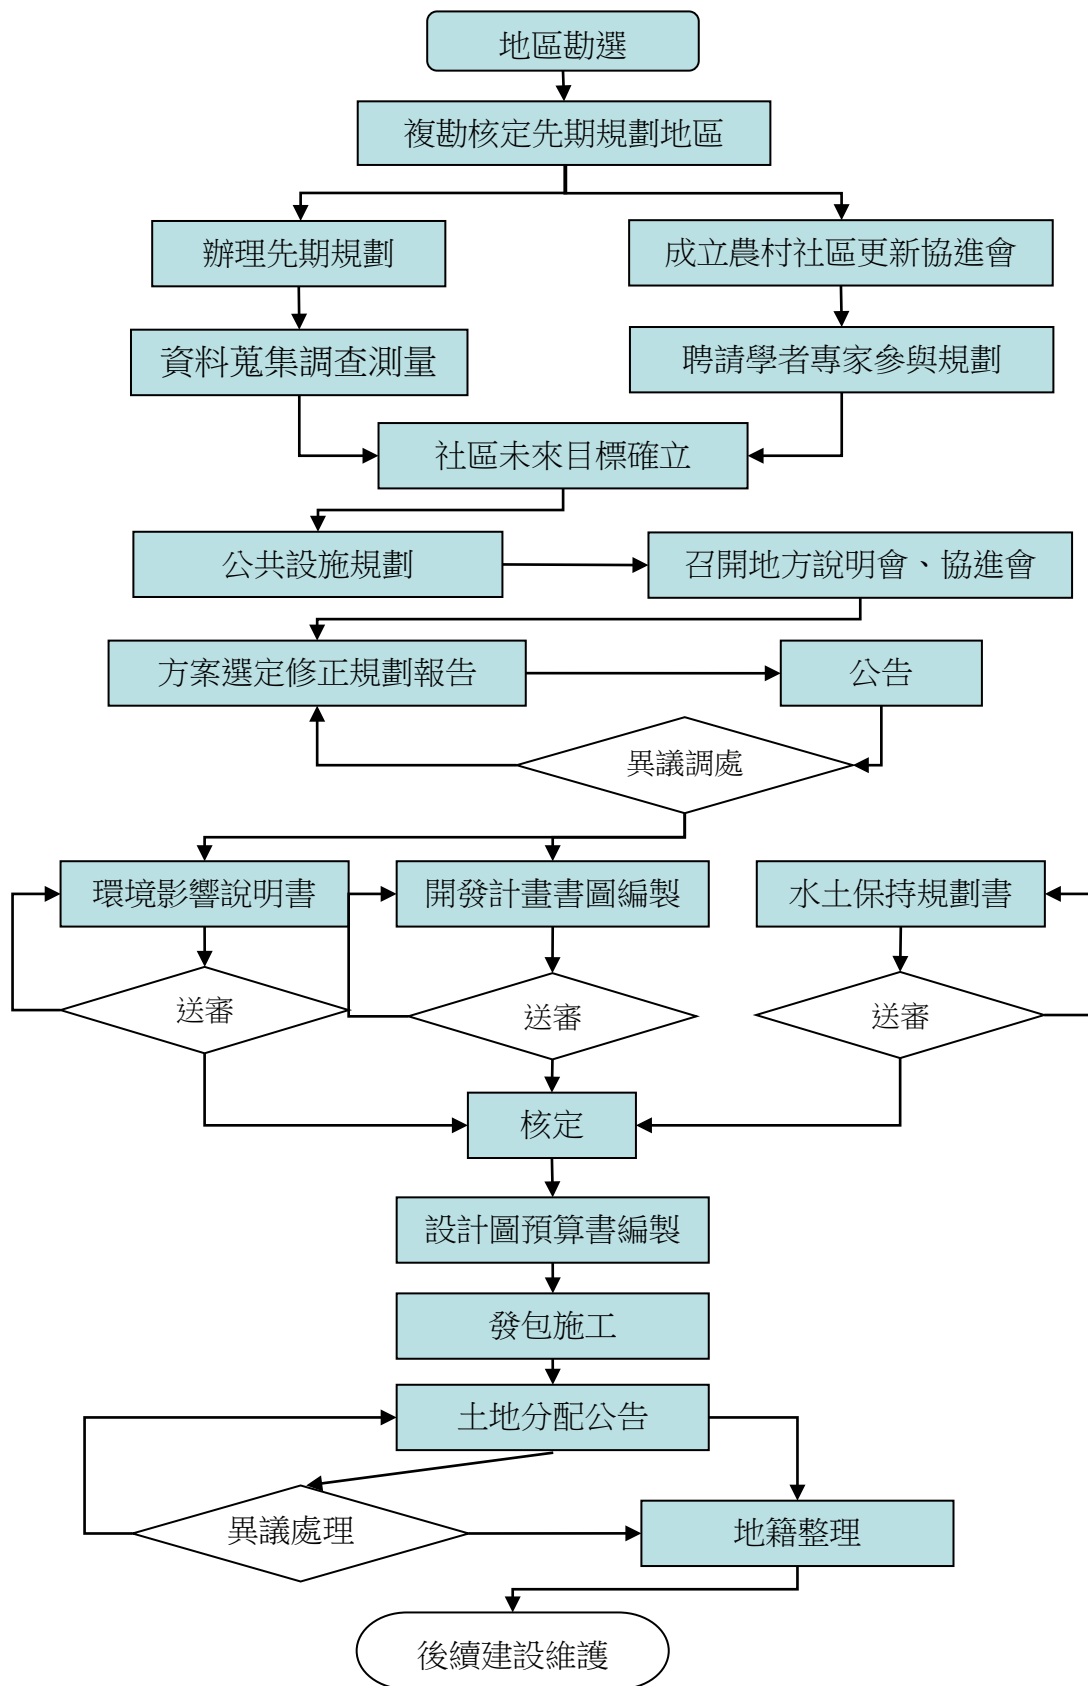 地區勘選
複勘核定先期規劃地區
辦理先期規劃
成立農村社區更新協進會
資料蒐集調查測量
聘請學者專家參與規劃
社區未來目標確立
公共設施規劃
召開地方說明會、協進會
方案選定修正規劃報告
公告
異議調處
環境影響說明書
開發計畫書圖編製
水土保持規劃書
送審
送審
送審
核定
設計圖預算書編製
發包施工
土地分配公告
異議處理
地籍整理
後續建設維護